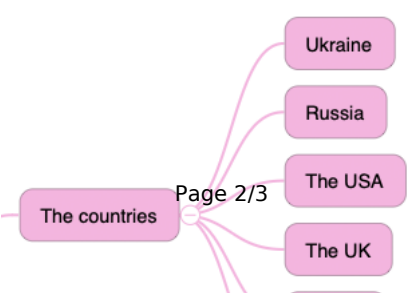 Ukraine
Russia
The USA
Page 2/3
The countries
The UK